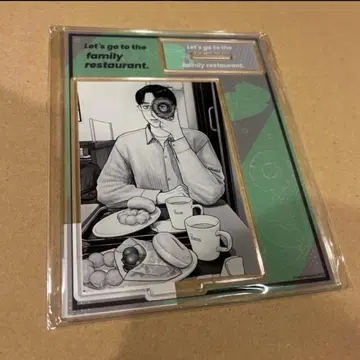 Let's go to the
family
restaurant.
Let's go to the
family restaurant.